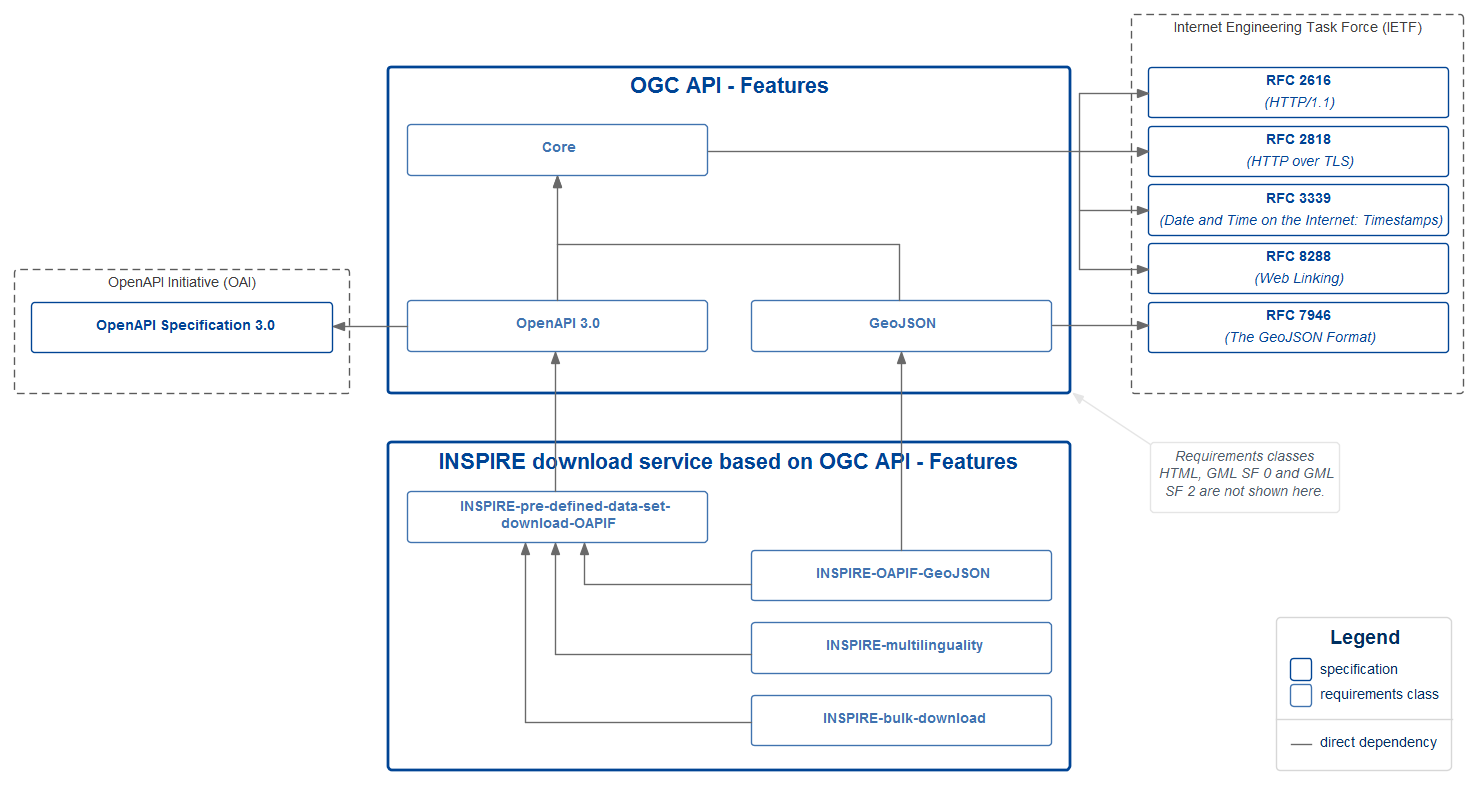 Internet Engineering Task Force (IETF)
OGC API - Features
RFC 2616
(HTTP/1.1)
Core
RFC 2818
(HTTP over TLS)
RFC 3339
(Date and Time on the Internet: Timestamps)
RFC 8288
(Web Linking)
OpenAPI Initiative (OAI)
OpenAPI Specification 3.0
OpenAPI 3.0
GeoJSON
RFC 7946
(The GeoJSON Format)
INSPIRE download service based on OGC API - Features
Requirements classes
HTML, GML SF 0 and GML
SF 2 are not shown here.
INSPIRE-pre-defined-data-set-
download-OAPIF
INSPIRE-OAPIF-GeoJSON
INSPIRE-multilinguality
INSPIRE-bulk-download
Legend
specification
requirements class
direct dependency